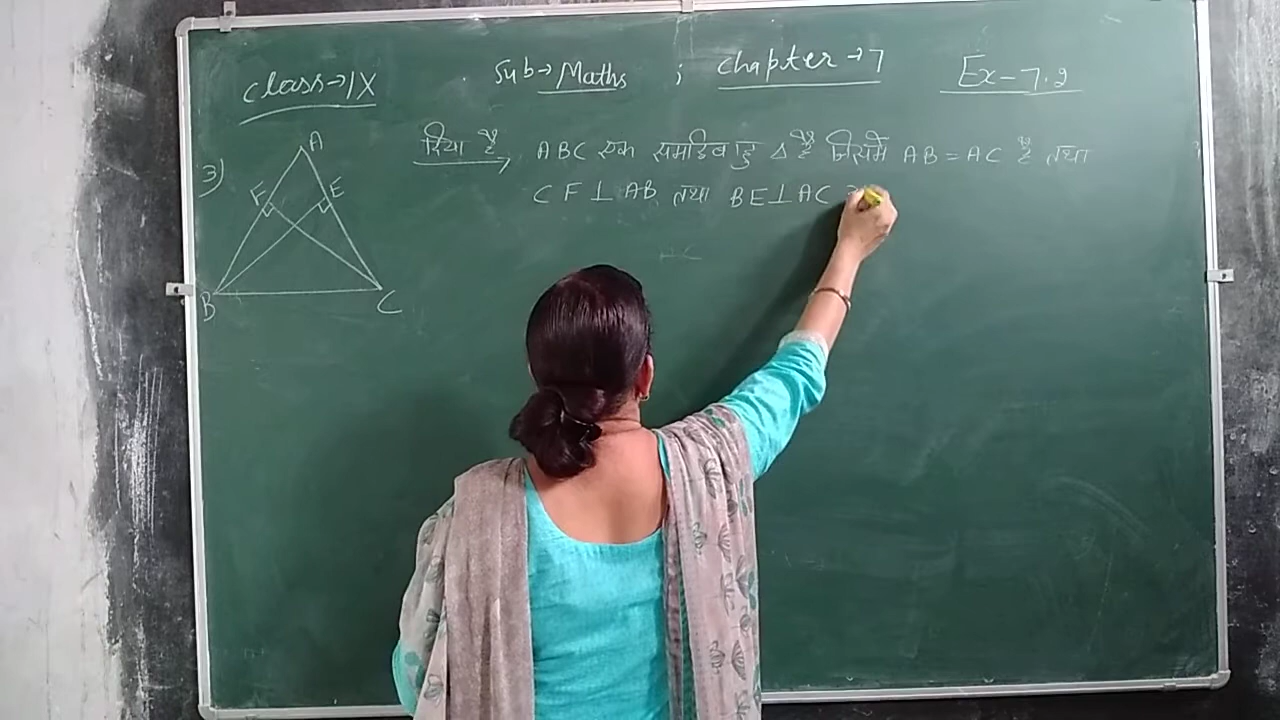 Class→IX Sub→Maths ; Chapter→7 Ex-7.2
3)
A
F E
B C
दिया है, ABC एक समद्विबाहु Δ है जिसमें AB = AC है तथा
CF ⊥ AB तथा BE ⊥ AC